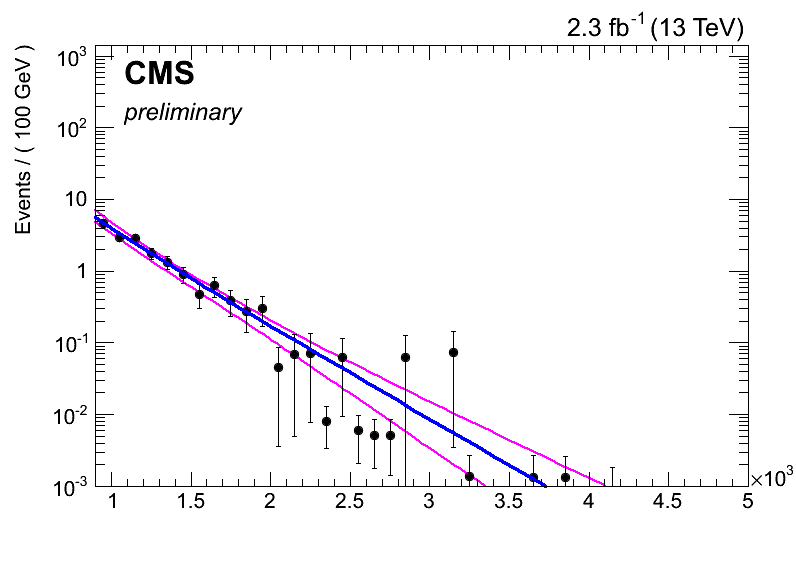 2.3 fb⁻¹ (13 TeV)
CMS
preliminary
Events / ( 100 GeV )
10³
10²
10
1
10⁻¹
10⁻²
10⁻³
1 1.5 2 2.5 3 3.5 4 4.5 5
×10³